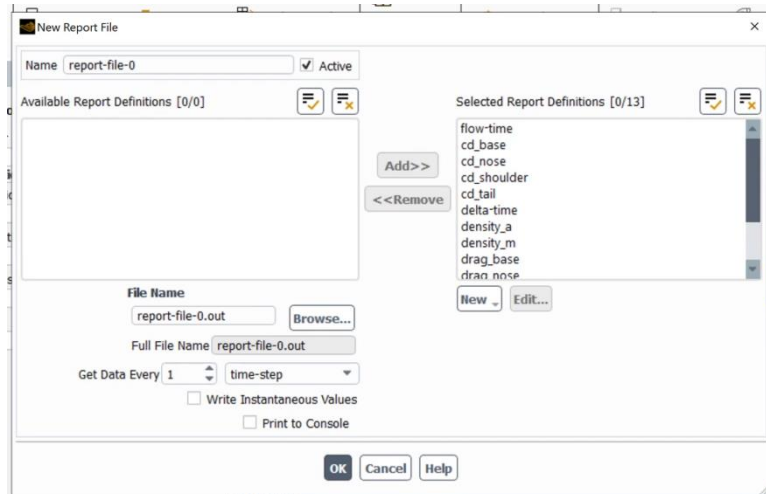 New Report File
Name report-file-0 Active
Available Report Definitions [0/0]
Selected Report Definitions [0/13]
flow-time
cd_base
cd_nose
cd_shoulder
cd_tail
delta-time
density_a
density_m
drag_base
drag_nose
Add>>
<<Remove
New Edit...
File Name
report-file-0.out Browse...
Full File Name report-file-0.out
Get Data Every 1 time-step
Write Instantaneous Values
Print to Console
OK Cancel Help